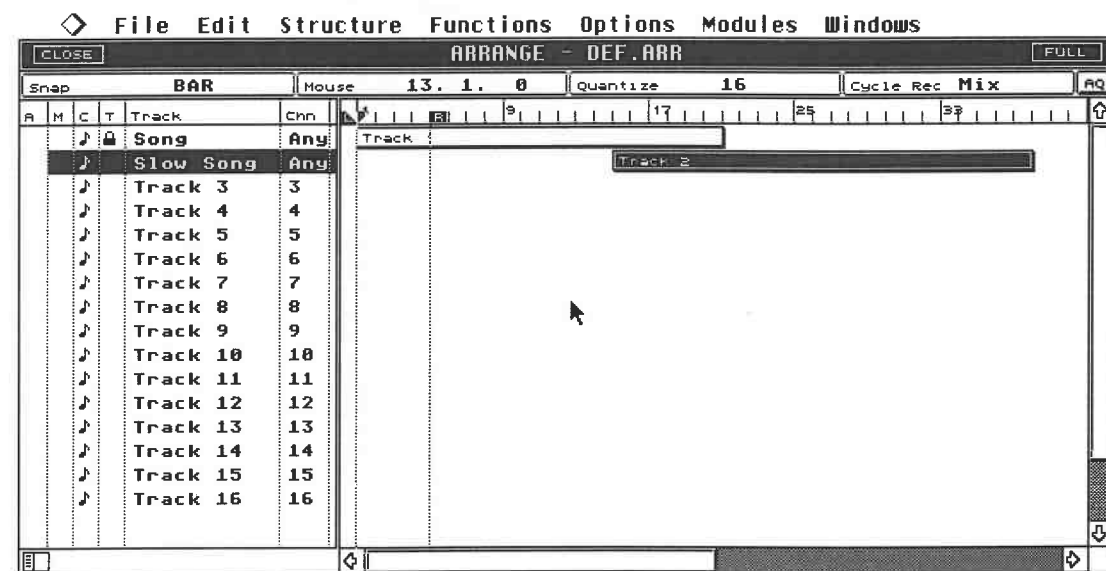 File Edit Structure Functions Options Modules Windows
CLOSE ARRANGE - DEF.ARR FULL
Snap BAR Mouse 13. 1. 0 Quantize 16 Cycle Rec Mix AQ
A M C T Track Chn 9 17 25 33
Song Any Track
Slow Song Any Track 2
Track 3 3
Track 4 4
Track 5 5
Track 6 6
Track 7 7
Track 8 8
Track 9 9
Track 10 10
Track 11 11
Track 12 12
Track 13 13
Track 14 14
Track 15 15
Track 16 16